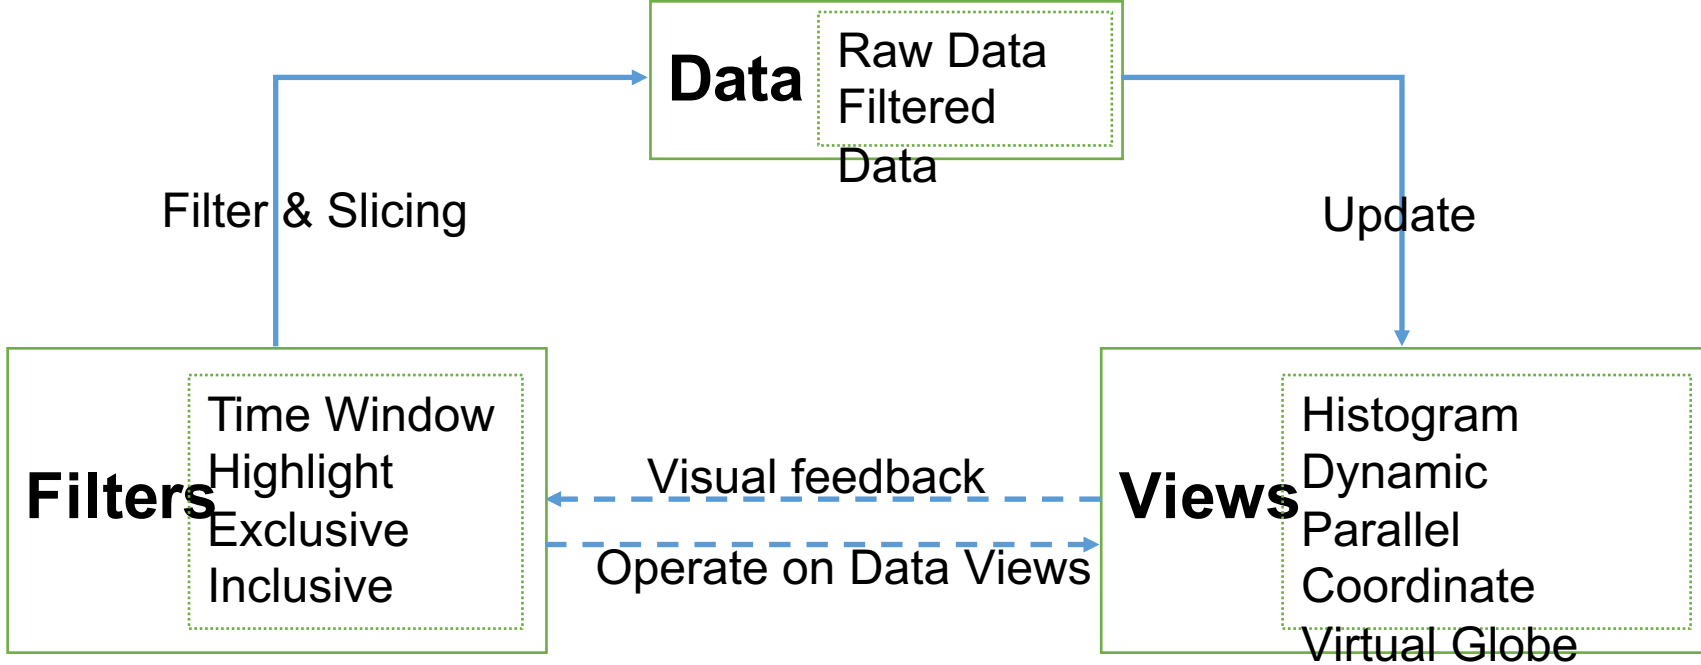 Data
Raw Data
Filtered
Data
Filter & Slicing
Update
Filters
Time Window
Highlight
Exclusive
Inclusive
Visual feedback
Operate on Data Views
Views
Histogram
Dynamic
Parallel
Coordinate
Virtual Globe